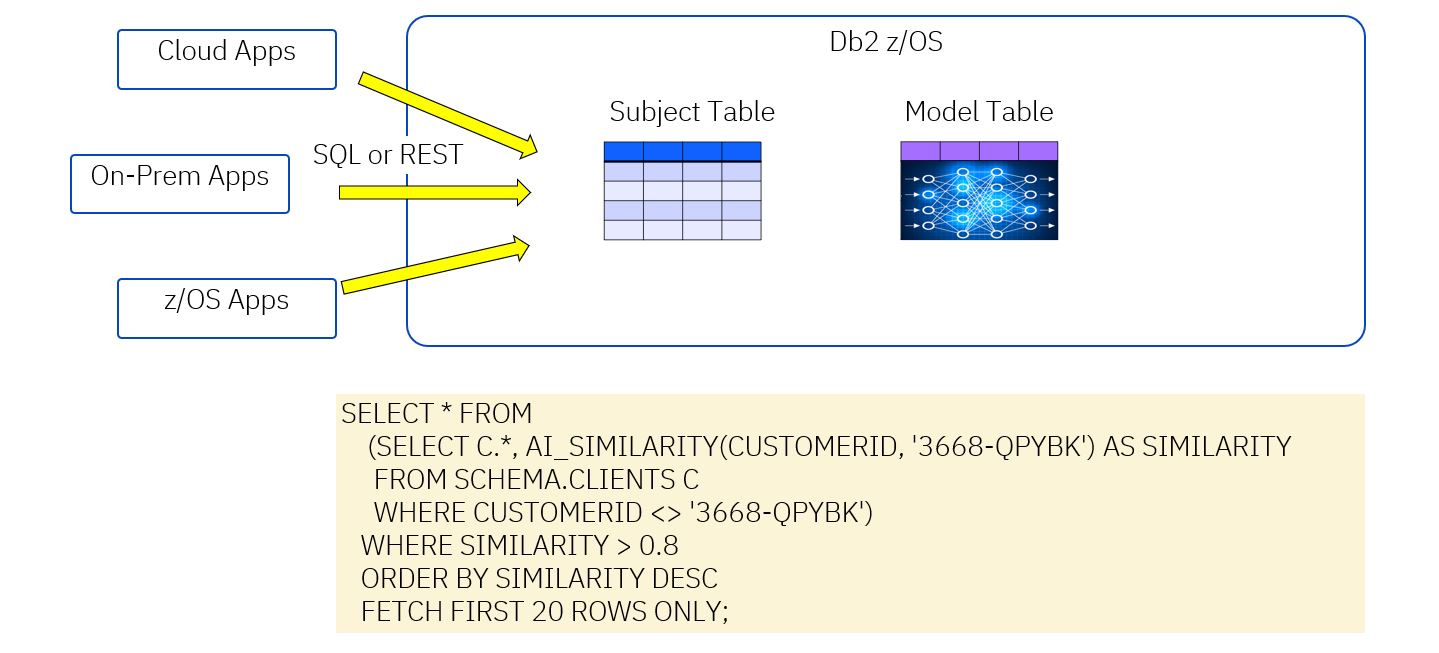 Db2 z/OS
Cloud Apps
Subject Table
Model Table
SQL or REST
On-Prem Apps
z/OS Apps
SELECT * FROM
(SELECT C.*, AI_SIMILARITY(CUSTOMERID, '3668-QPYBK') AS SIMILARITY
FROM SCHEMA.CLIENTS C
WHERE CUSTOMERID <> '3668-QPYBK')
WHERE SIMILARITY > 0.8
ORDER BY SIMILARITY DESC
FETCH FIRST 20 ROWS ONLY;